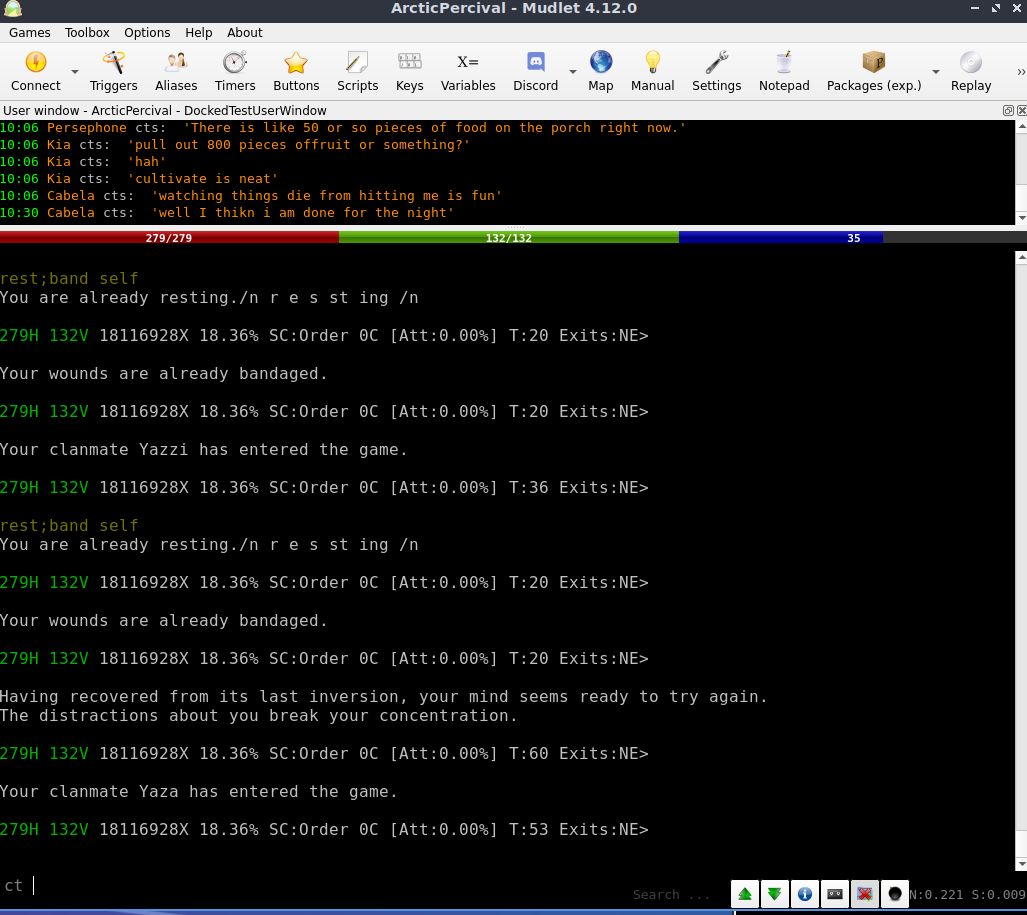 ArcticPercival - Mudlet 4.12.0
Games Toolbox Options Help About
Connect Triggers Aliases Timers Buttons Scripts Keys X= Variables Discord Map Manual Settings Notepad Packages (exp.) Replay »
User window - ArcticPercival - DockedTestUserWindow
10:06 Persephone cts:  'There is like 50 or so pieces of food on the porch right now.'
10:06 Kia cts:  'pull out 800 pieces offruit or something?'
10:06 Kia cts:  'hah'
10:06 Kia cts:  'cultivate is neat'
10:06 Cabela cts:  'watching things die from hitting me is fun'
10:30 Cabela cts:  'well I thikn i am done for the night'
279/279 132/132 35
rest;band self
You are already resting./n r e s st ing /n
279H 132V 18116928X 18.36% SC:Order 0C [Att:0.00%] T:20 Exits:NE>
Your wounds are already bandaged.
279H 132V 18116928X 18.36% SC:Order 0C [Att:0.00%] T:20 Exits:NE>
Your clanmate Yazzi has entered the game.
279H 132V 18116928X 18.36% SC:Order 0C [Att:0.00%] T:36 Exits:NE>
rest;band self
You are already resting./n r e s st ing /n
279H 132V 18116928X 18.36% SC:Order 0C [Att:0.00%] T:20 Exits:NE>
Your wounds are already bandaged.
279H 132V 18116928X 18.36% SC:Order 0C [Att:0.00%] T:20 Exits:NE>
Having recovered from its last inversion, your mind seems ready to try again.
The distractions about you break your concentration.
279H 132V 18116928X 18.36% SC:Order 0C [Att:0.00%] T:60 Exits:NE>
Your clanmate Yaza has entered the game.
279H 132V 18116928X 18.36% SC:Order 0C [Att:0.00%] T:53 Exits:NE>
ct
Search ... N:0.221 S:0.009